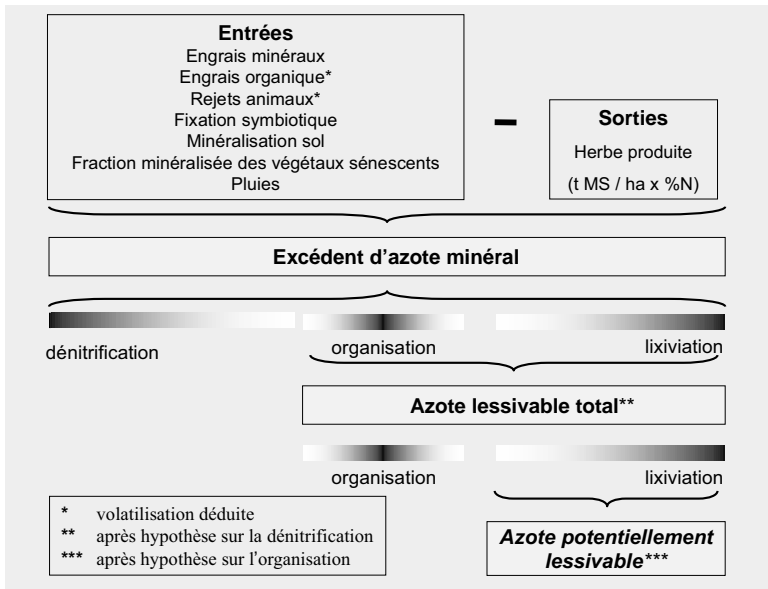 Entrées
Engrais minéraux
Engrais organique*
Rejets animaux*
Fixation symbiotique
Minéralisation sol
Fraction minéralisée des végétaux sénescents
Pluies
-
Sorties
Herbe produite
(t MS / ha x %N)
Excédent d’azote minéral
dénitrification
organisation
lixiviation
Azote lessivable total**
organisation
lixiviation
* volatilisation déduite
** après hypothèse sur la dénitrification
*** après hypothèse sur l'organisation
Azote potentiellement
lessivable***